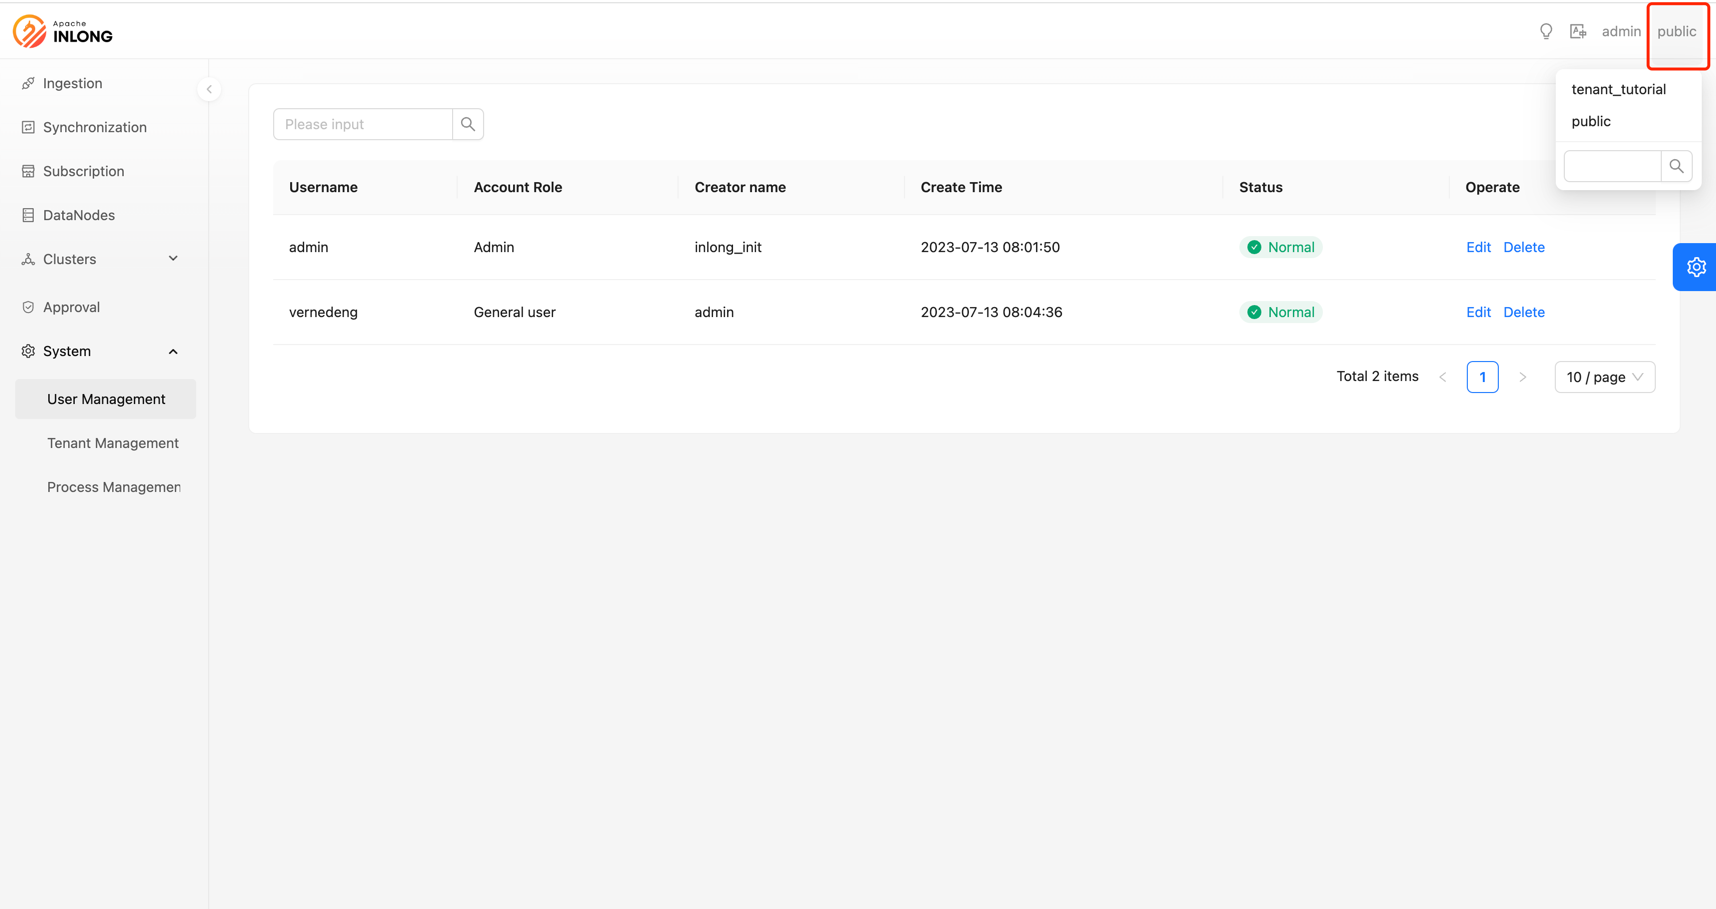 Apache
INLONG
admin
public
tenant_tutorial
public
Ingestion
Synchronization
Subscription
DataNodes
Clusters
Approval
System
User Management
Tenant Management
Process Managemen
Please input
Username Account Role Creator name Create Time Status Operate
admin Admin inlong_init 2023-07-13 08:01:50 Normal Edit Delete
vernedeng General user admin 2023-07-13 08:04:36 Normal Edit Delete
Total 2 items < 1 > 10 / page